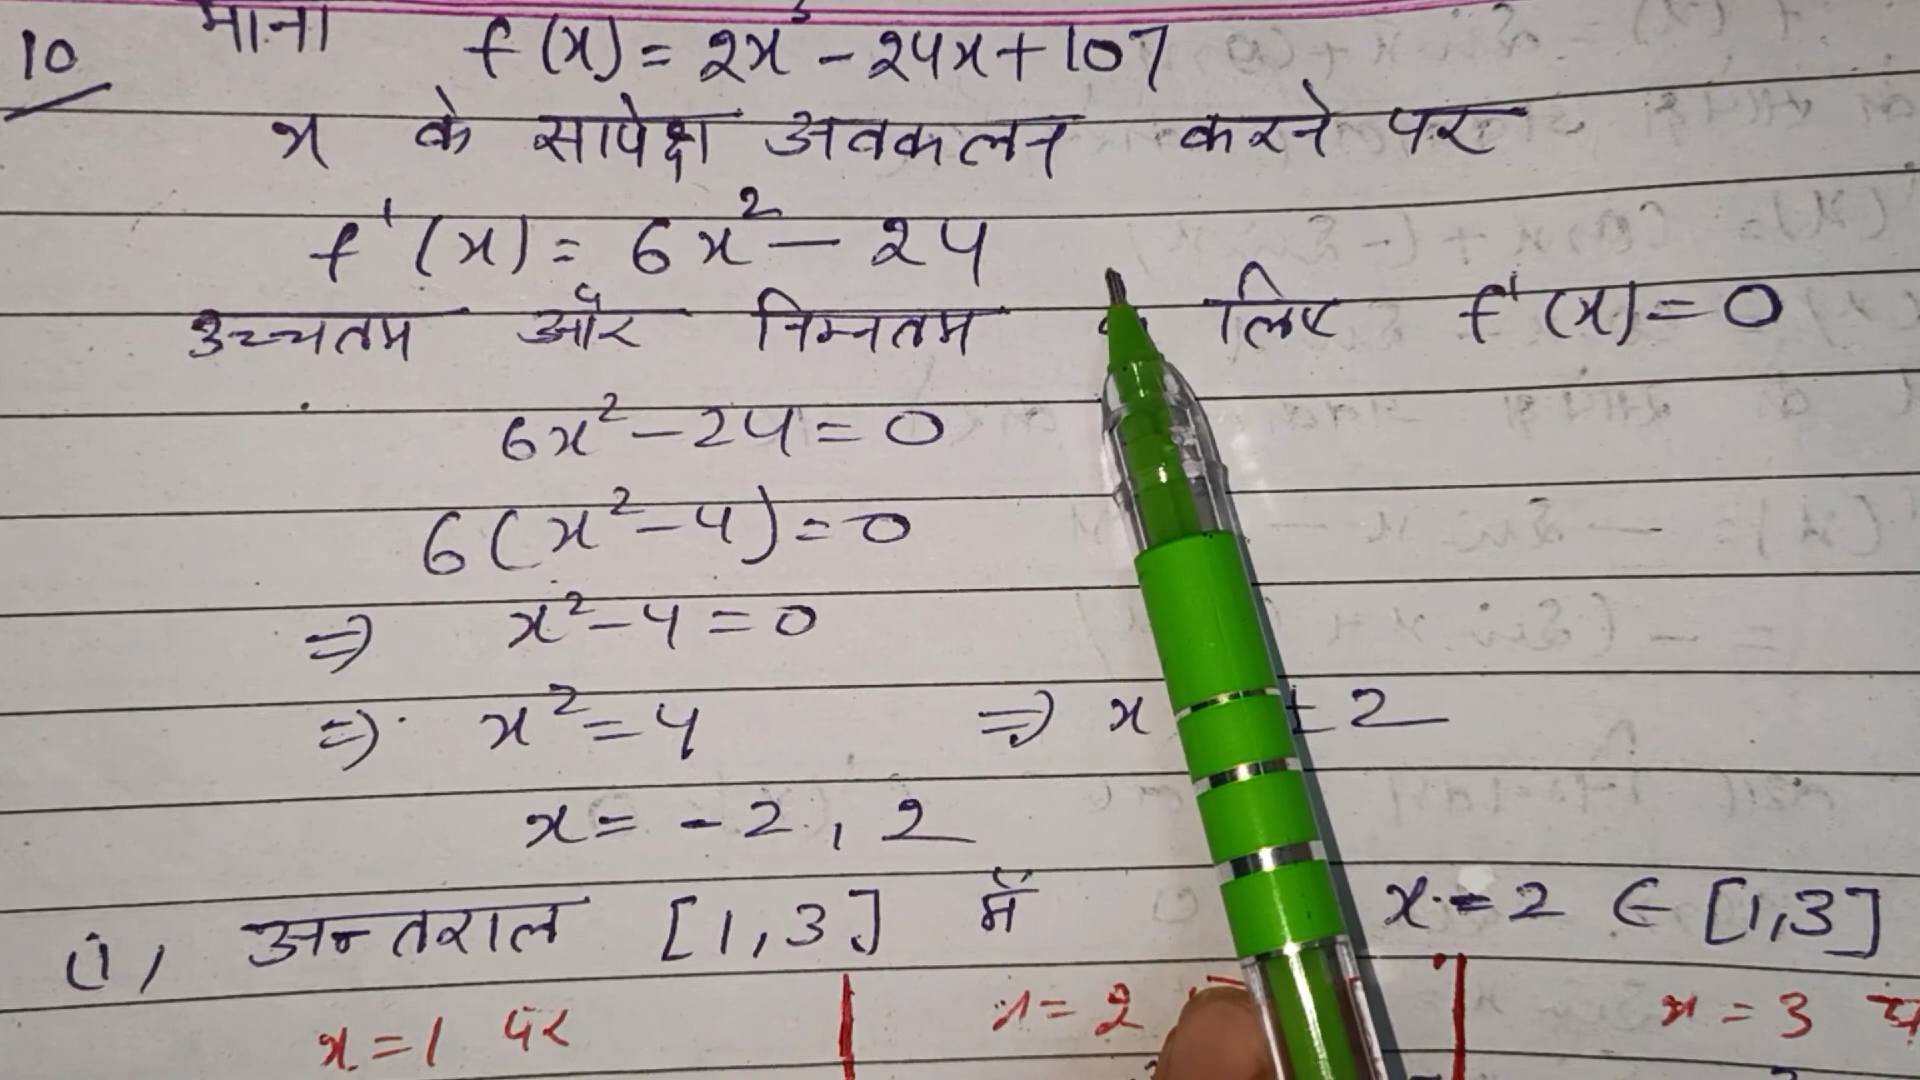 10 माना f(x) = 2x³ - 24x + 107
x के सापेक्ष अवकलन करने पर
f'(x) = 6x² - 24
उच्चतम और निम्नतम लिए f'(x) = 0
6x² - 24 = 0
6(x² - 4) = 0
⇒ x² - 4 = 0
⇒ x² = 4 ⇒ x ± 2
x = -2, 2
(i) अन्तराल [1,3] में x = 2 ∈ [1,3]
x = 1 पर x = 2 x = 3